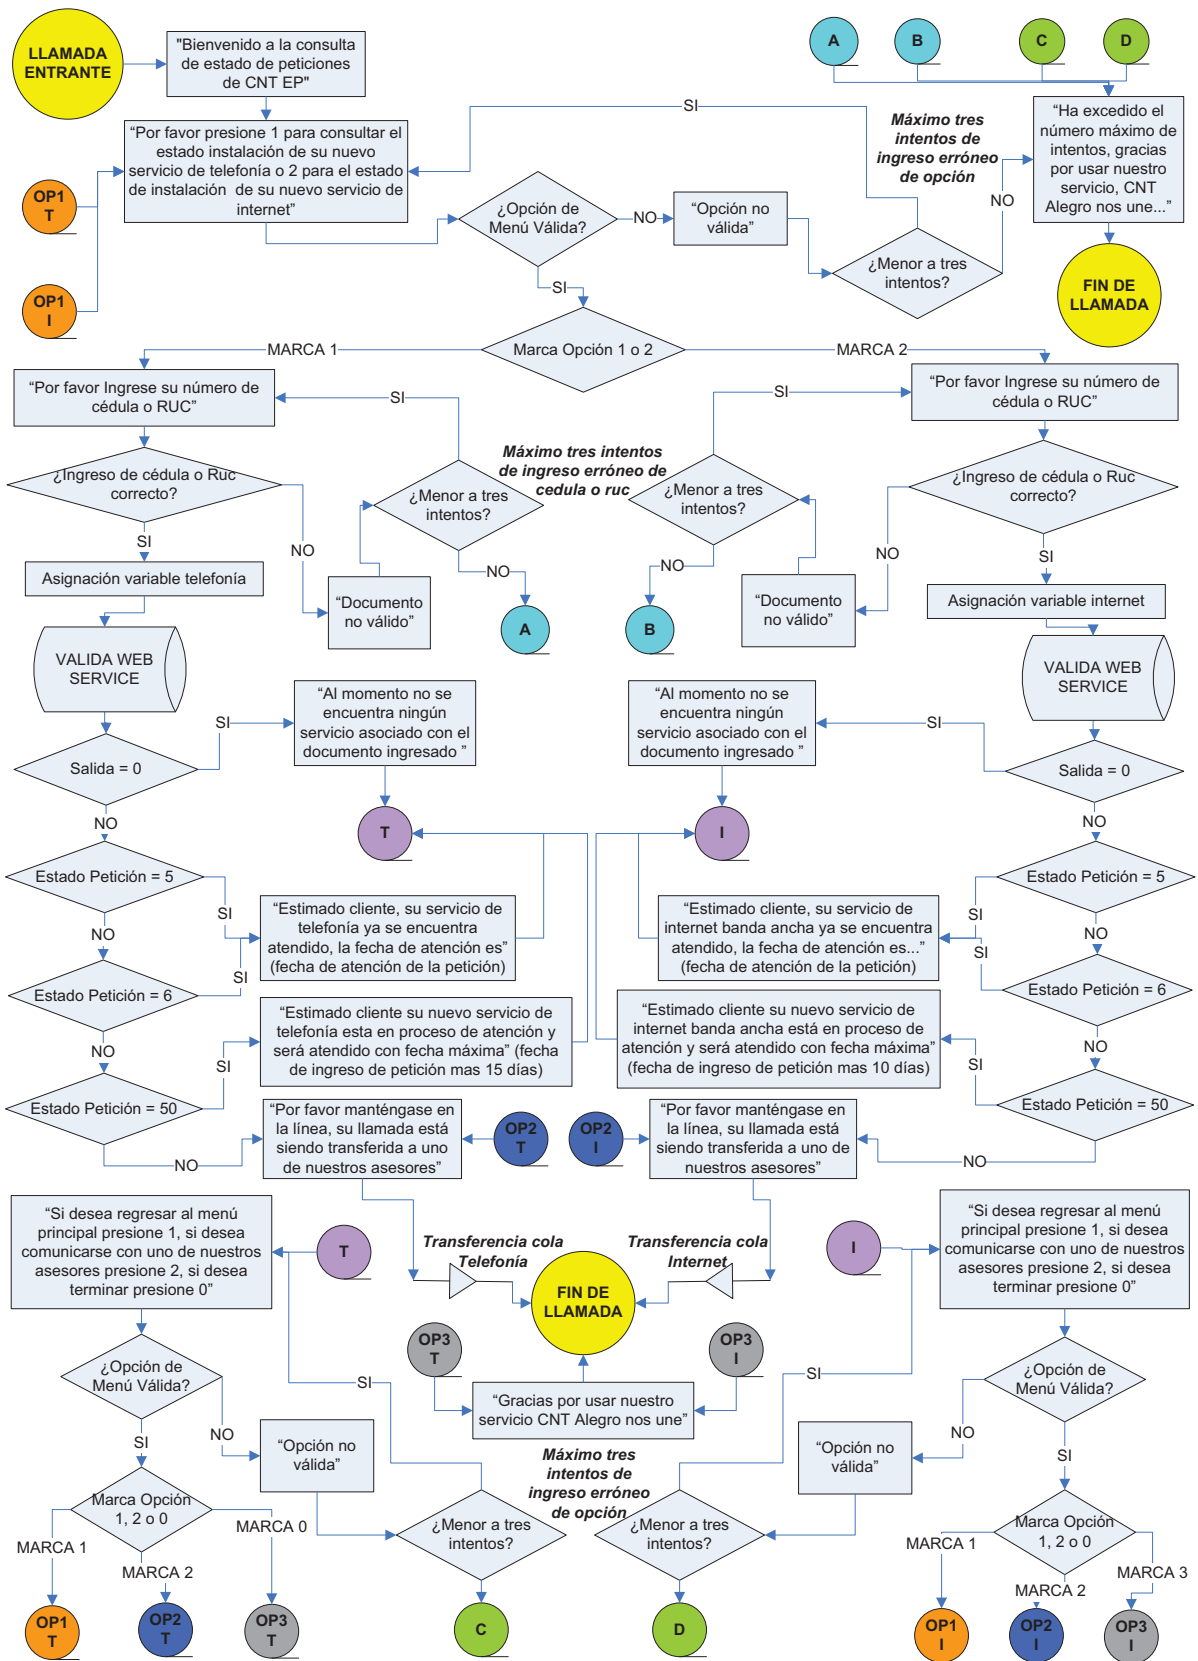 LLAMADA
ENTRANTE
"Bienvenido a la consulta
de estado de peticiones
de CNT EP"
A
B
C
D
“Por favor presione 1 para consultar el
estado instalación de su nuevo
servicio de telefonía o 2 para el estado
de instalación de su nuevo servicio de
internet”
SI
Máximo tres
intentos de
ingreso erróneo
de opción
“Ha excedido el
número máximo de
intentos, gracias
por usar nuestro
servicio, CNT
Alegro nos une...”
OP1
T
¿Opción de
Menú Válida?
NO
“Opción no
válida”
NO
¿Menor a tres
intentos?
OP1
I
SI
FIN DE
LLAMADA
MARCA 1
Marca Opción 1 o 2
MARCA 2
“Por favor Ingrese su número de
cédula o RUC”
SI
SI
“Por favor Ingrese su número de
cédula o RUC”
¿Ingreso de cédula o Ruc
correcto?
¿Menor a tres
intentos?
Máximo tres intentos
de ingreso erróneo de
cedula o ruc
¿Menor a tres
intentos?
¿Ingreso de cédula o Ruc
correcto?
SI
NO
NO
NO
NO
SI
Asignación variable telefonía
“Documento
no válido”
A
B
“Documento
no válido”
Asignación variable internet
VALIDA WEB
SERVICE
VALIDA WEB
SERVICE
SI
“Al momento no se
encuentra ningún
servicio asociado con el
documento ingresado ”
“Al momento no se
encuentra ningún
servicio asociado con el
documento ingresado ”
SI
Salida = 0
Salida = 0
NO
T
I
NO
Estado Petición = 5
SI
“Estimado cliente, su servicio de
telefonía ya se encuentra
atendido, la fecha de atención es”
(fecha de atención de la petición)
“Estimado cliente, su servicio de
internet banda ancha ya se encuentra
atendido, la fecha de atención es...”
(fecha de atención de la petición)
SI
Estado Petición = 5
NO
NO
SI
SI
Estado Petición = 6
Estado Petición = 6
“Estimado cliente su nuevo servicio de
telefonía esta en proceso de atención y
será atendido con fecha máxima” (fecha
de ingreso de petición mas 15 días)
“Estimado cliente su nuevo servicio de
internet banda ancha está en proceso de
atención y será atendido con fecha máxima”
(fecha de ingreso de petición mas 10 días)
NO
NO
SI
SI
Estado Petición = 50
Estado Petición = 50
NO
“Por favor manténgase en
la línea, su llamada está
siendo transferida a uno
de nuestros asesores”
OP2
T
OP2
I
“Por favor manténgase en
la línea, su llamada está
siendo transferida a uno
de nuestros asesores”
NO
“Si desea regresar al menú
principal presione 1, si desea
comunicarse con uno de nuestros
asesores presione 2, si desea
terminar presione 0”
T
Transferencia cola
Telefonía
Transferencia cola
Internet
I
“Si desea regresar al menú
principal presione 1, si desea
comunicarse con uno de nuestros
asesores presione 2, si desea
terminar presione 0”
FIN DE
LLAMADA
OP3
T
OP3
I
¿Opción de
Menú Válida?
SI
“Gracias por usar nuestro
servicio CNT Alegro nos une”
SI
¿Opción de
Menú Válida?
SI
NO
“Opción no
válida”
Máximo tres
intentos de
ingreso erróneo
de opción
“Opción no
válida”
NO
SI
Marca Opción
1, 2 o 0
MARCA 0
¿Menor a tres
intentos?
¿Menor a tres
intentos?
Marca Opción
1, 2 o 0
MARCA 1
MARCA 2
MARCA 1
MARCA 2
MARCA 3
OP1
T
OP2
T
OP3
T
C
D
OP1
I
OP2
I
OP3
I